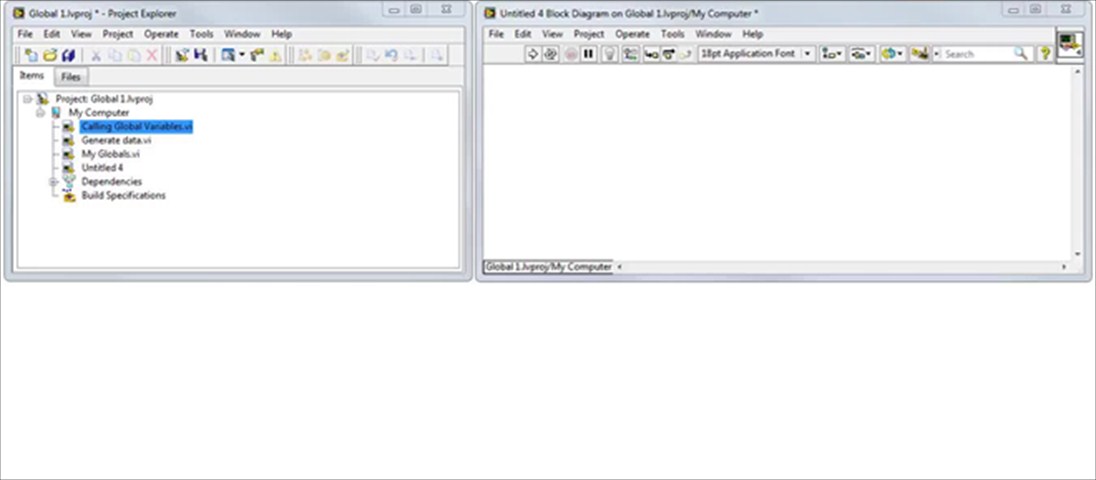 Global 1.lvproj * - Project Explorer
File Edit View Project Operate Tools Window Help
Items Files
Project: Global 1.lvproj
My Computer
Calling Global Variables.vi
Generate data.vi
My Globals.vi
Untitled 4
Dependencies
Build Specifications
Untitled 4 Block Diagram on Global 1.lvproj/My Computer *
File Edit View Project Operate Tools Window Help
18pt Application Font Search
Global 1.lvproj/My Computer